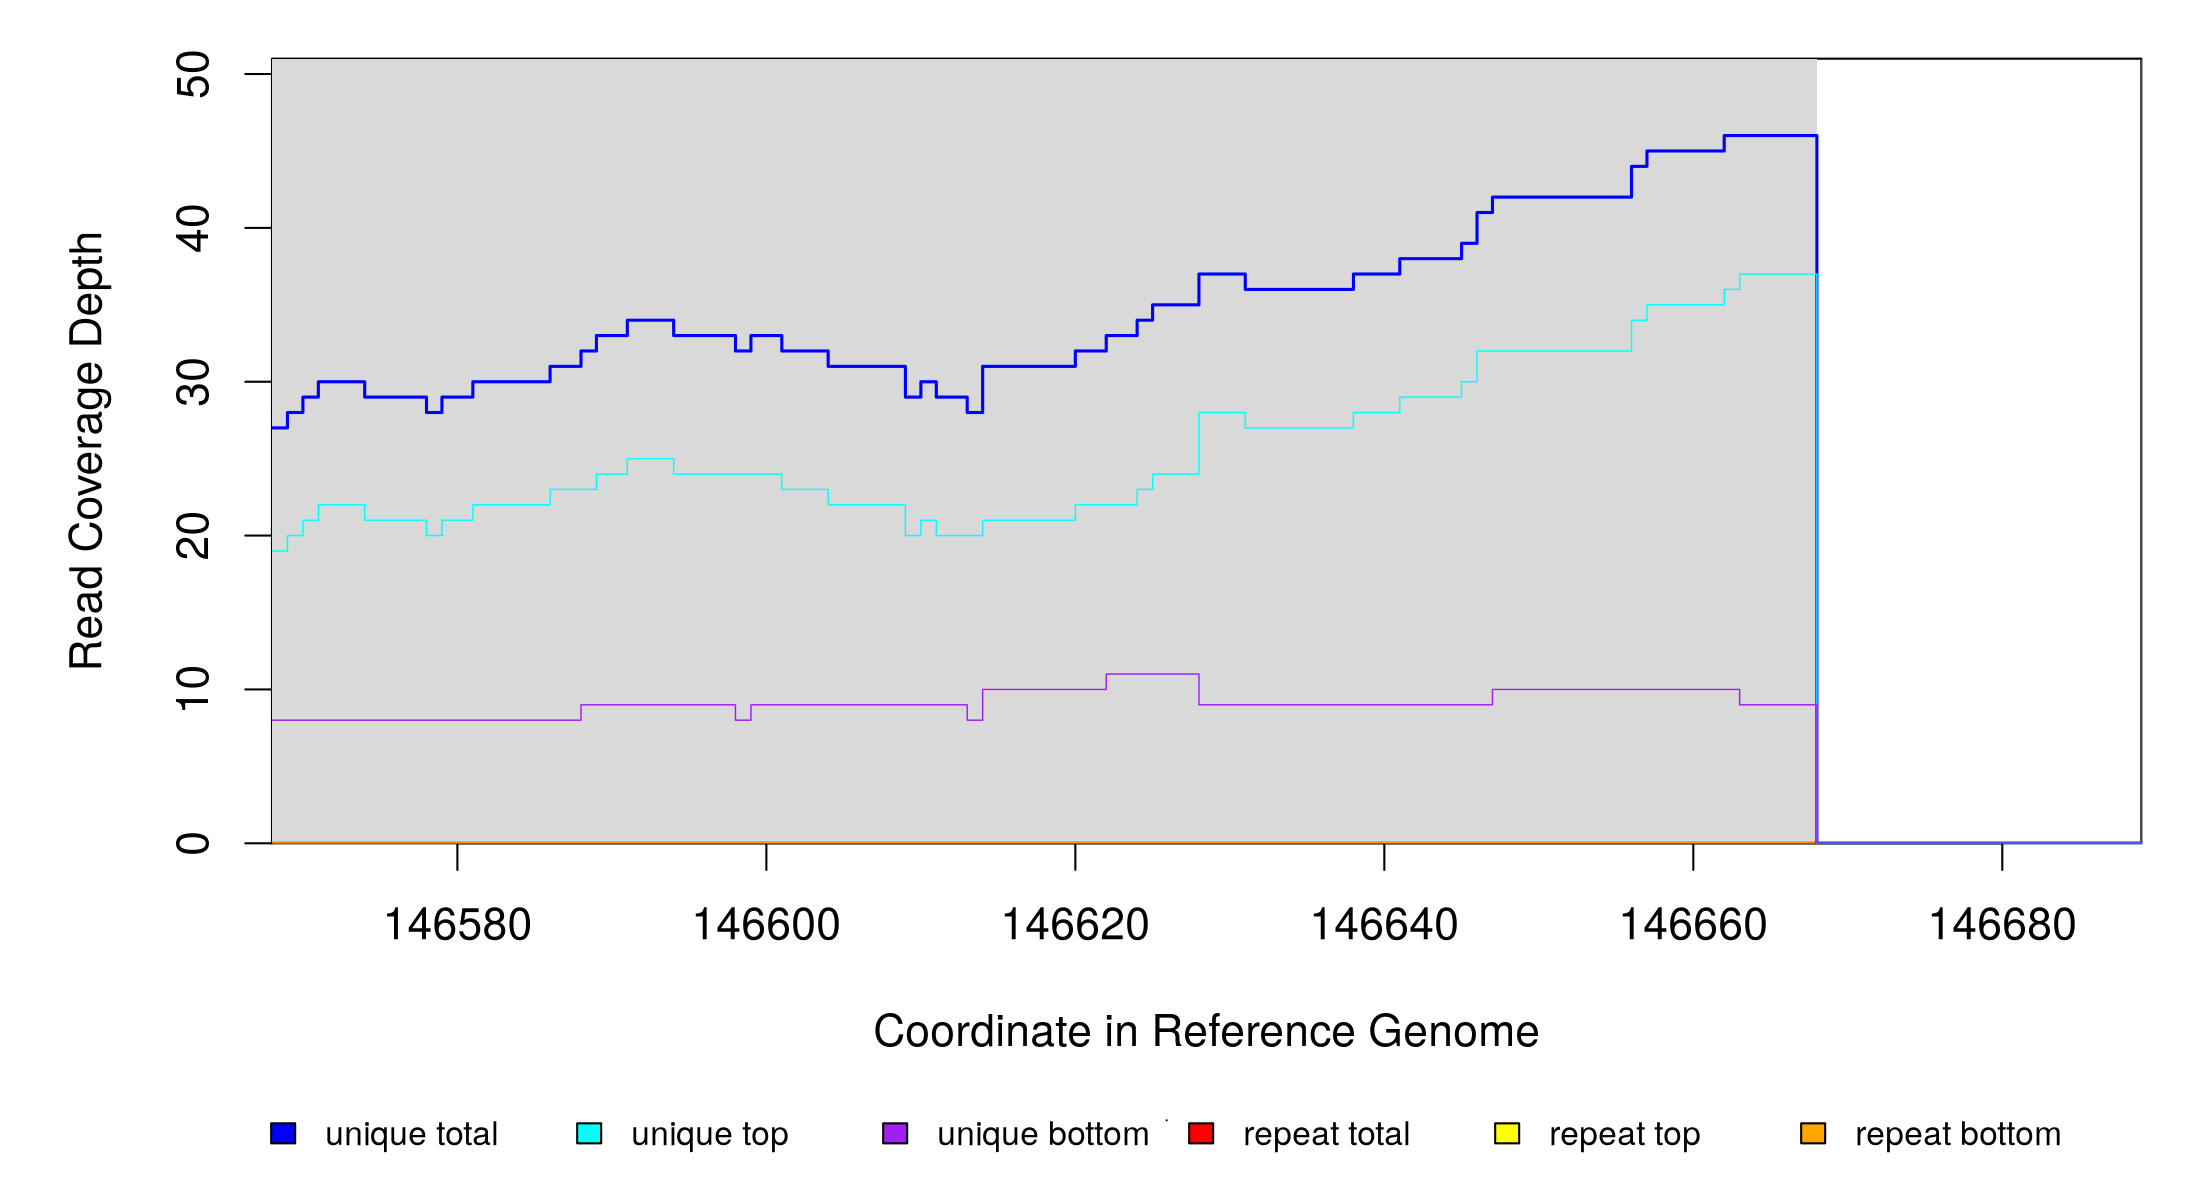 Read Coverage Depth
50
40
30
20
10
0
146580 146600 146620 146640 146660 146680
Coordinate in Reference Genome
unique total unique top unique bottom repeat total repeat top repeat bottom